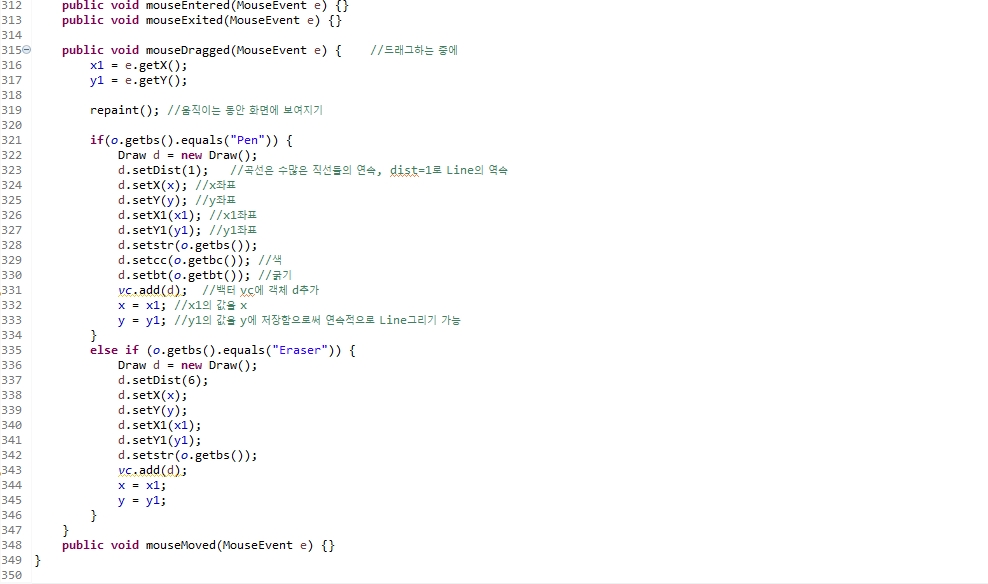 312 public void mouseEntered(MouseEvent e) {}
313 public void mouseExited(MouseEvent e) {}
314
315 public void mouseDragged(MouseEvent e) { //드래그하는 중에
316 x1 = e.getX();
317 y1 = e.getY();
318
319 repaint(); //움직이는 동안 화면에 보여지기
320
321 if(o.getbs().equals("Pen")) {
322 Draw d = new Draw();
323 d.setDist(1); //곡선은 수많은 직선들의 연속, dist=1로 Line의 역속
324 d.setX(x); //x좌표
325 d.setY(y); //y좌표
326 d.setX1(x1); //x1좌표
327 d.setY1(y1); //y1좌표
328 d.setstr(o.getbs());
329 d.setcc(o.getbc()); //색
330 d.setbt(o.getbt()); //굵기
331 vc.add(d); //백터 vc에 객체 d추가
332 x = x1; //x1의 값을 x
333 y = y1; //y1의 값을 y에 저장함으로써 연속적으로 Line그리기 가능
334 }
335 else if (o.getbs().equals("Eraser")) {
336 Draw d = new Draw();
337 d.setDist(6);
338 d.setX(x);
339 d.setY(y);
340 d.setX1(x1);
341 d.setY1(y1);
342 d.setstr(o.getbs());
343 vc.add(d);
344 x = x1;
345 y = y1;
346 }
347 }
348 public void mouseMoved(MouseEvent e) {}
349 }
350